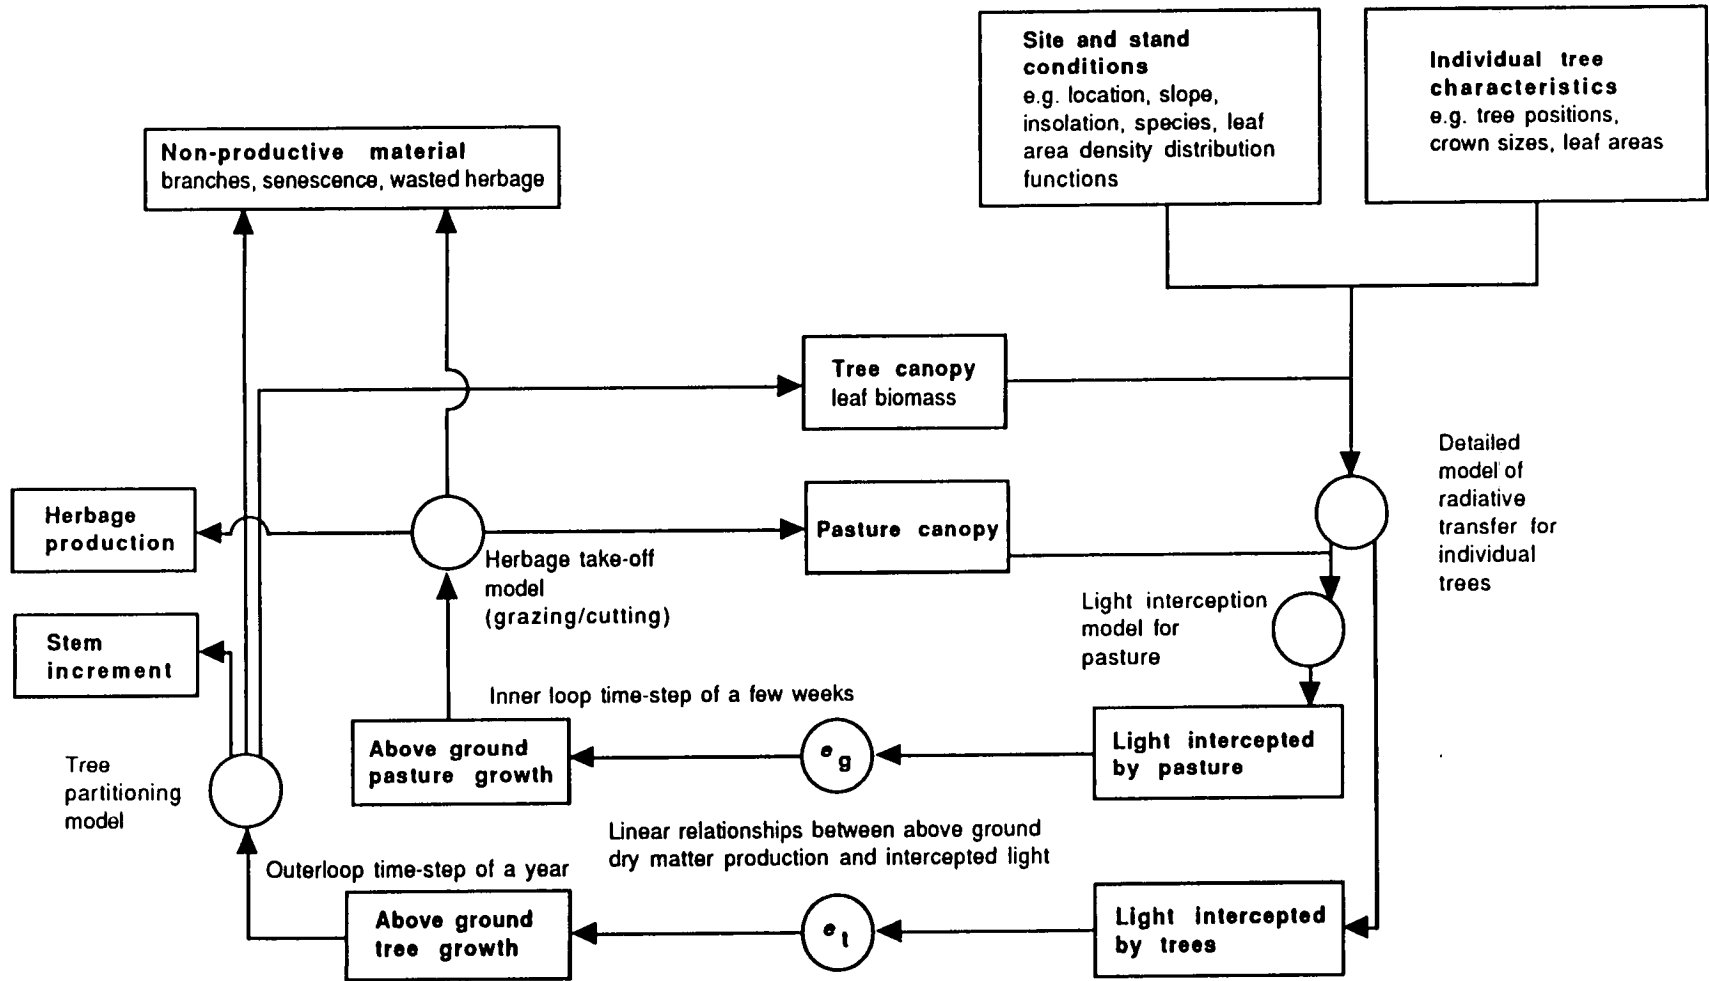 Site and stand
conditions
e.g. location, slope,
insolation, species, leaf
area density distribution
functions
Individual tree
characteristics
e.g. tree positions,
crown sizes, leaf areas
Non-productive material
branches, senescence, wasted herbage
Tree canopy
leaf biomass
Detailed
model of
radiative
transfer for
individual
trees
Herbage
production
Pasture canopy
Herbage take-off
model
(grazing/cutting)
Light interception
model for
pasture
Stem
increment
Inner loop time-step of a few weeks
Above ground
pasture growth
e g
Light intercepted
by pasture
Tree
partitioning
model
Linear relationships between above ground
dry matter production and intercepted light
Outerloop time-step of a year
Above ground
tree growth
e t
Light intercepted
by trees